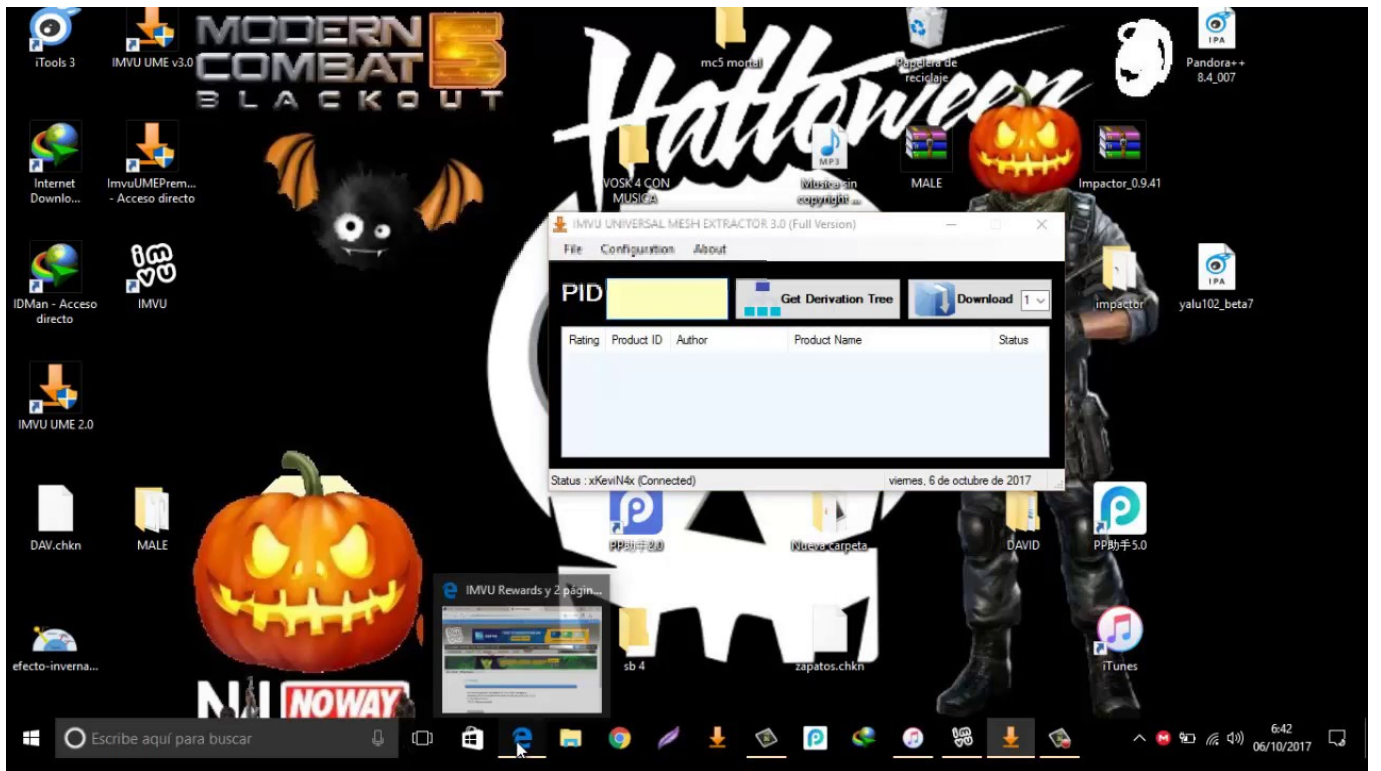 MODERN
COMBAT 5
BLACKOUT
Halloween
iTools 3
IMVU UME v3.0
mc5 mortal
Papelera de
reciclaje
IPA
Pandora++
8.4_007
Internet
Downlo...
ImvuUMEPrem...
- Acceso directo
VOSK 4 CON
MUSICA
MP3
Musica sin
copyright ...
MALE
Impactor_0.9.41
IMVU UNIVERSAL MESH EXTRACTOR 3.0 (Full Version)
File Configuration About
PID
Get Derivation Tree
Download 1
Rating Product ID Author Product Name Status
Status : xKeviN4x (Connected)
viernes, 6 de octubre de 2017
IDMan - Acceso
directo
imvu
IMVU
impactor
IPA
yalu102_beta7
IMVU UME 2.0
DAV.chkn
MALE
PP助手2.0
Nueva carpeta
DAVID
PP助手5.0
IMVU Rewards y 2 págin...
efecto-inverna...
sb 4
zapatos.chkn
iTunes
NOWAY
Escribe aquí para buscar
6:42
06/10/2017